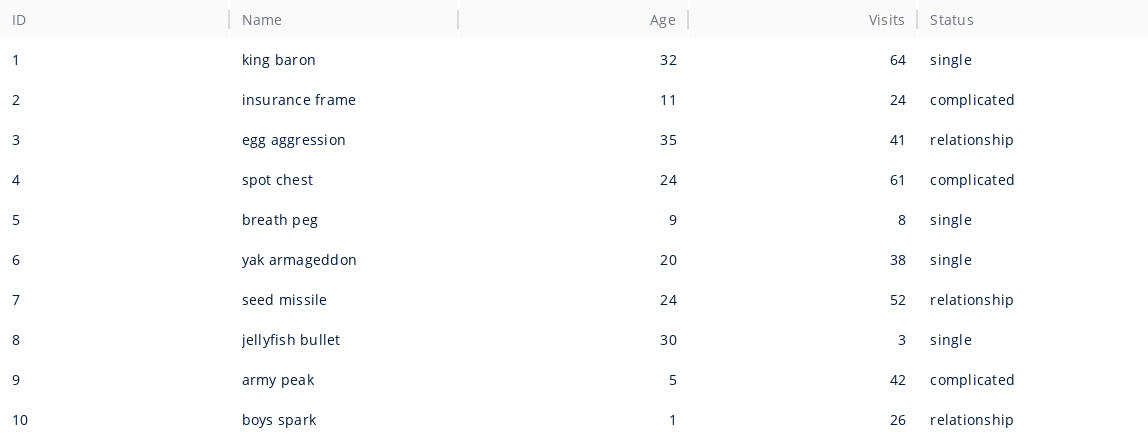 ID Name Age Visits Status
1 king baron 32 64 single
2 insurance frame 11 24 complicated
3 egg aggression 35 41 relationship
4 spot chest 24 61 complicated
5 breath peg 9 8 single
6 yak armageddon 20 38 single
7 seed missile 24 52 relationship
8 jellyfish bullet 30 3 single
9 army peak 5 42 complicated
10 boys spark 1 26 relationship